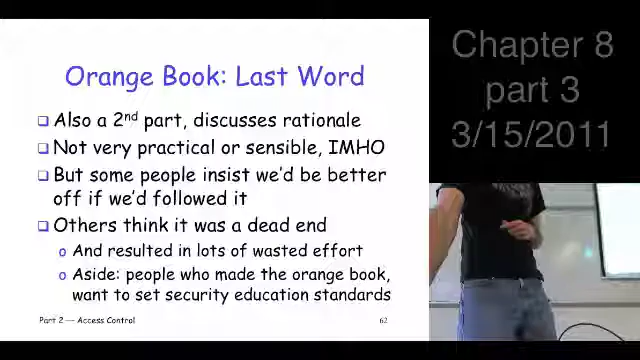 Orange Book: Last Word
Also a 2nd part, discusses rationale
Not very practical or sensible, IMHO
But some people insist we'd be better
off if we'd followed it
Others think it was a dead end
And resulted in lots of wasted effort
Aside: people who made the orange book,
want to set security education standards
Part 2 — Access Control
62
Chapter 8
part 3
3/15/2011